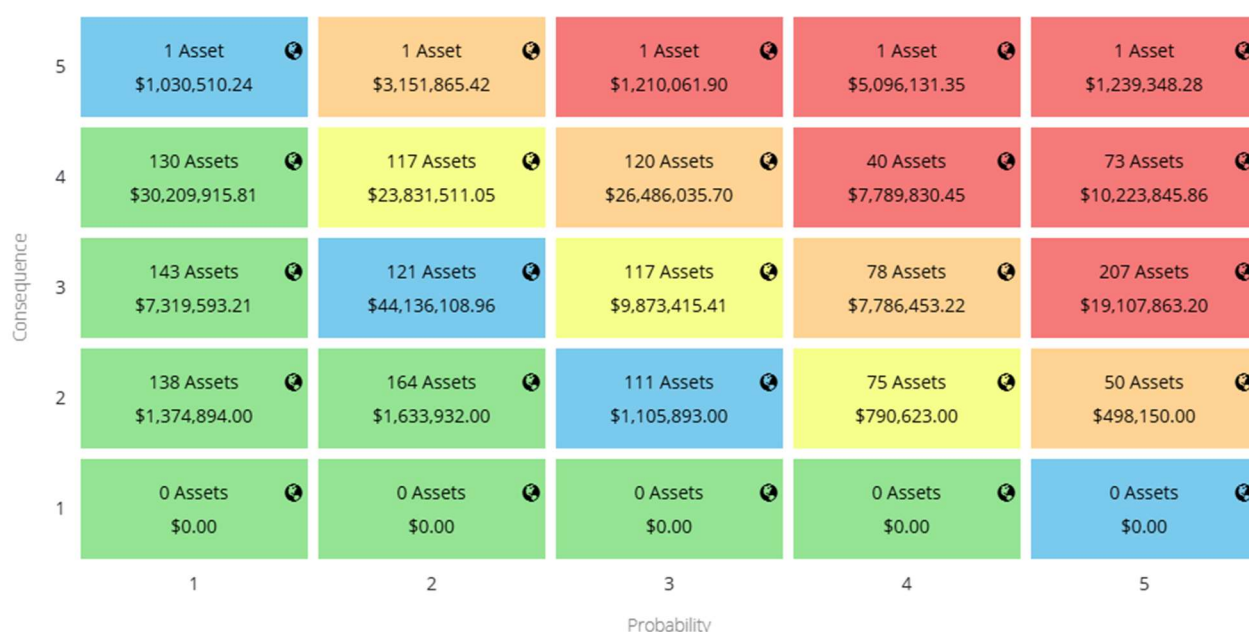 5
1 Asset
$1,030,510.24
1 Asset
$3,151,865.42
1 Asset
$1,210,061.90
1 Asset
$5,096,131.35
1 Asset
$1,239,348.28
4
130 Assets
$30,209,915.81
117 Assets
$23,831,511.05
120 Assets
$26,486,035.70
40 Assets
$7,789,830.45
73 Assets
$10,223,845.86
Consequence
3
143 Assets
$7,319,593.21
121 Assets
$44,136,108.96
117 Assets
$9,873,415.41
78 Assets
$7,786,453.22
207 Assets
$19,107,863.20
2
138 Assets
$1,374,894.00
164 Assets
$1,633,932.00
111 Assets
$1,105,893.00
75 Assets
$790,623.00
50 Assets
$498,150.00
1
0 Assets
$0.00
0 Assets
$0.00
0 Assets
$0.00
0 Assets
$0.00
0 Assets
$0.00
1
2
3
4
5
Probability